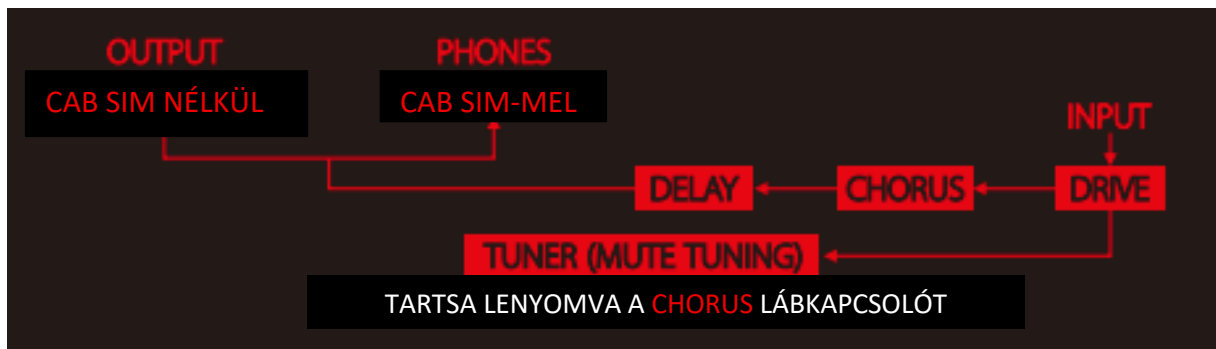 OUTPUT
PHONES
CAB SIM NÉLKÜL
CAB SIM-MEL
INPUT
DELAY
CHORUS
DRIVE
TUNER (MUTE TUNING)
TARTSA LENYOMVA A CHORUS LÁBKAPCSOLÓT